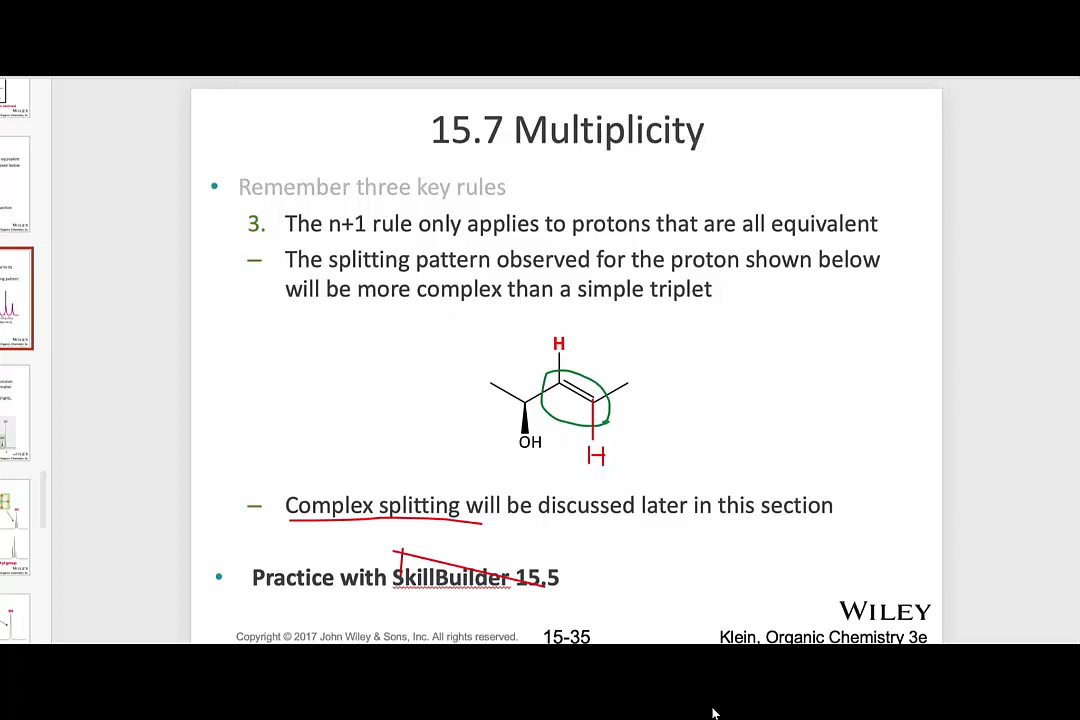 15.7 Multiplicity
• Remember three key rules
3. The n+1 rule only applies to protons that are all equivalent
– The splitting pattern observed for the proton shown below
will be more complex than a simple triplet
H
OH
H
– Complex splitting will be discussed later in this section
• Practice with SkillBuilder 15.5
WILEY
Copyright © 2017 John Wiley & Sons, Inc. All rights reserved.
15-35
Klein, Organic Chemistry 3e